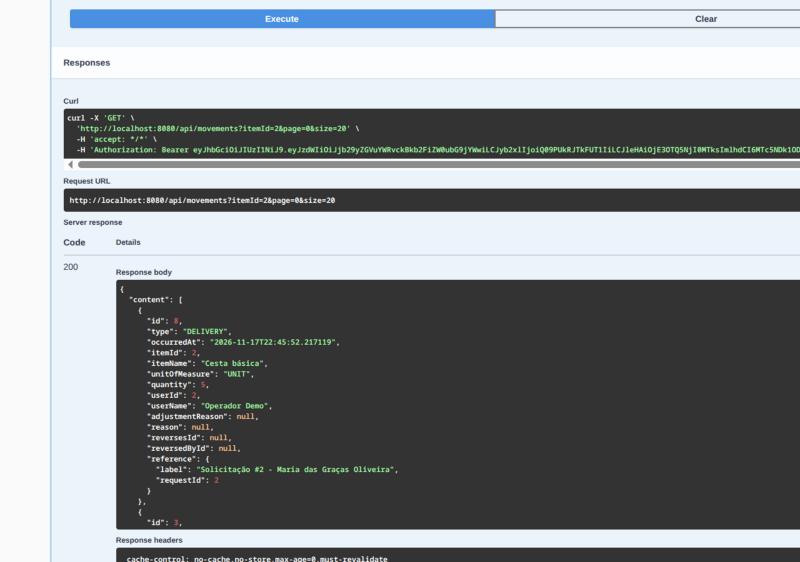 Execute
Clear
Responses
Curl
curl -X 'GET' \
'http://localhost:8080/api/movements?itemId=2&page=0&size=20' \
-H 'accept: */*' \
-H 'Authorization: Bearer
Request URL
http://localhost:8080/api/movements?itemId=2&page=0&size=20
Server response
Code Details
200
Response body
{
"content": [
{
"id": 8,
"type": "DELIVERY",
"occurredAt": "2026-11-17T22:45:52.217119",
"itemId": 2,
"itemName": "Cesta básica",
"unitOfMeasure": "UNIT",
"quantity": 5,
"userId": 2,
"userName": "Operador Demo",
"adjustmentReason": null,
"reason": null,
"reversesId": null,
"reversedById": null,
"reference": {
"label": "Solicitação #2 - Maria das Graças Oliveira",
"requestId": 2
}
},
{
"id": 3,
Response headers
cache-control: no-cache,no-store,max-age=0,must-revalidate